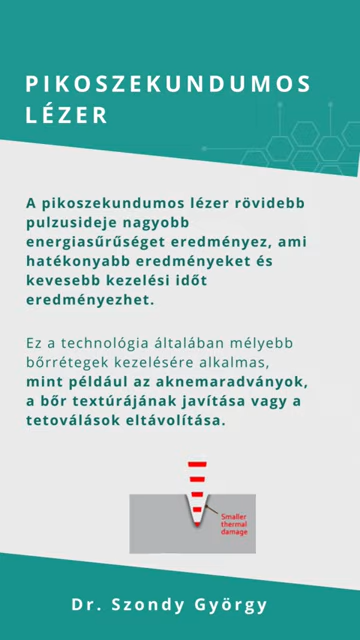 PIKOSZEKUNDUMOS
LÉZER
A pikoszekundumos lézer rövidebb
pulzusideje nagyobb
energiasűrűséget eredményez, ami
hatékonyabb eredményeket és
kevesebb kezelési időt
eredményezhet.
Ez a technológia általában mélyebb
bőrrétegek kezelésére alkalmas,
mint például az aknemaradványok,
a bőr textúrájának javítása vagy a
tetoválások eltávolítása.
Smaller
thermal
damage
Dr. Szondy György